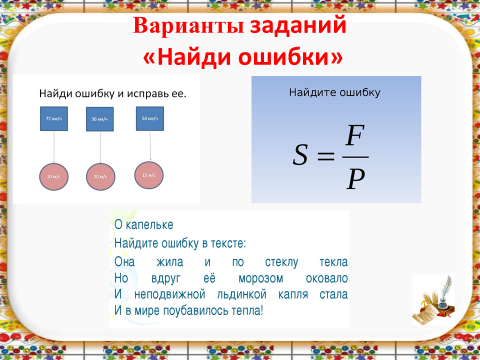 Варианты заданий
«Найди ошибки»
Найди ошибку и исправь ее.
72 км/ч 36 км/ч 54 км/ч
10 м/с 20 м/с 15 м/с
Найдите ошибку
S = F / P
О капельке
Найдите ошибку в тексте:
Она жила и по стеклу текла
Но вдруг её морозом оковало
И неподвижной льдинкой капля стала
И в мире поубавилось тепла!